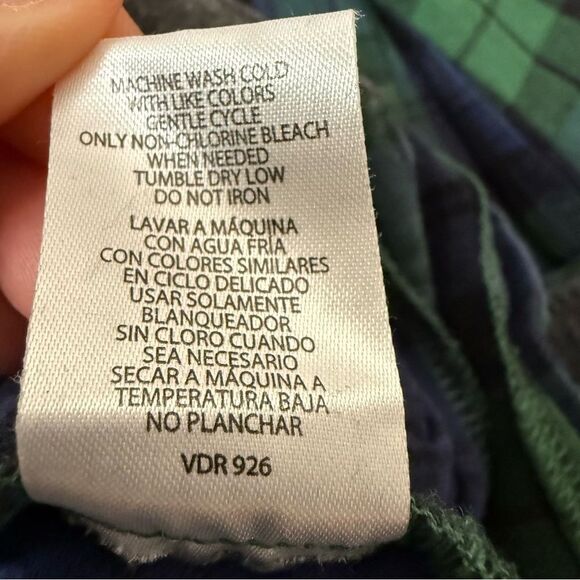 MACHINE WASH COLD
WITH LIKE COLORS
GENTLE CYCLE
ONLY NON-CHLORINE BLEACH
WHEN NEEDED
TUMBLE DRY LOW
DO NOT IRON
LAVAR A MÁQUINA
CON AGUA FRÍA
CON COLORES SIMILARES
EN CICLO DELICADO
USAR SOLAMENTE
BLANQUEADOR
SIN CLORO CUANDO
SEA NECESARIO
SECAR A MÁQUINA A
TEMPERATURA BAJA
NO PLANCHAR
VDR 926